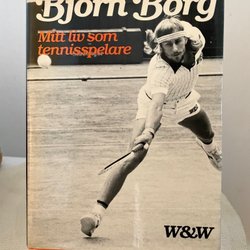 Björn Borg
Mitt liv som
tennisspelare
W&W